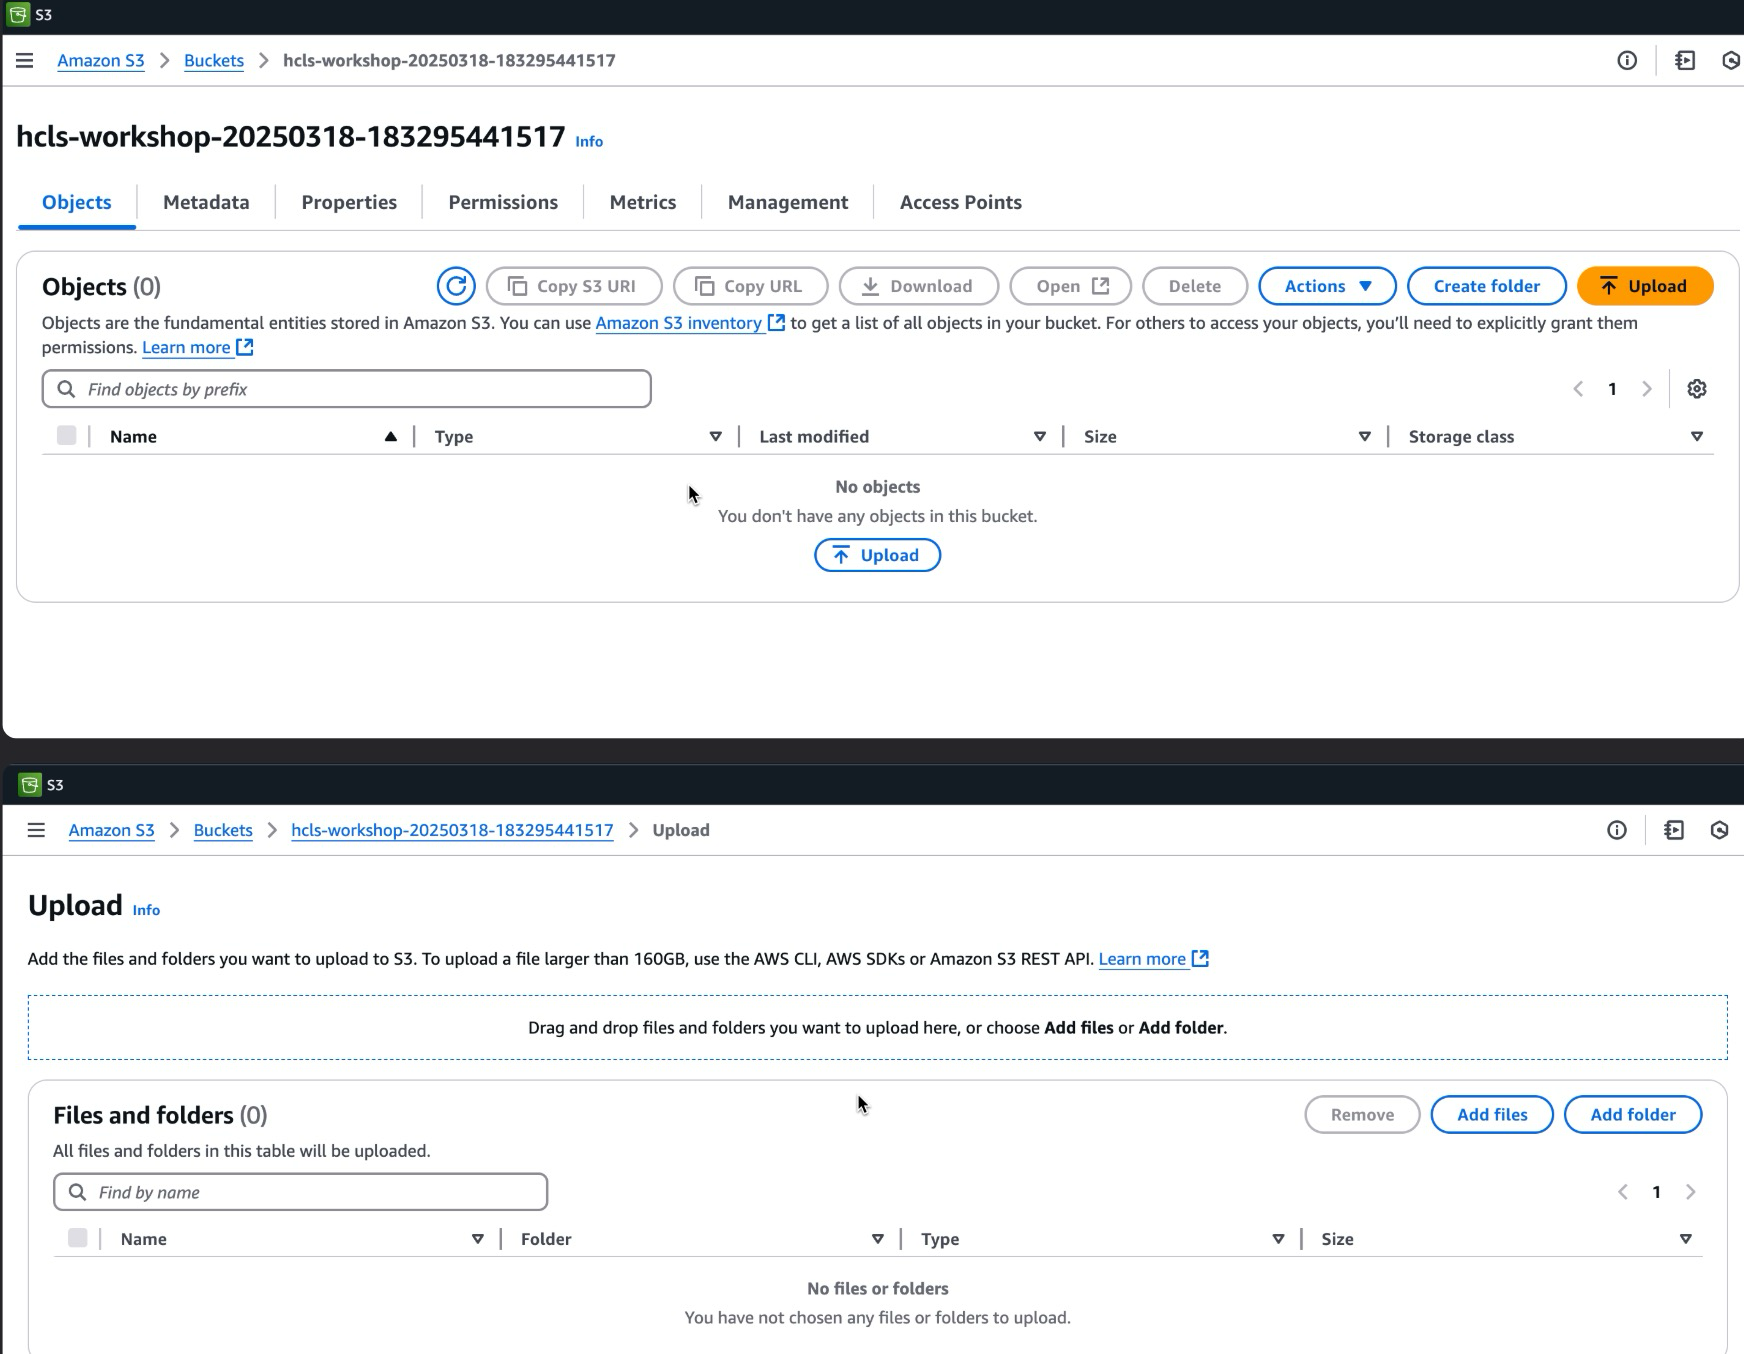 S3
Amazon S3 > Buckets > hcls-workshop-20250318-183295441517
hcls-workshop-20250318-183295441517 Info
Objects Metadata Properties Permissions Metrics Management Access Points
Objects (0) Copy S3 URI Copy URL Download Open Delete Actions Create folder Upload
Objects are the fundamental entities stored in Amazon S3. You can use Amazon S3 inventory to get a list of all objects in your bucket. For others to access your objects, you’ll need to explicitly grant them
permissions. Learn more
Find objects by prefix 1
Name Type Last modified Size Storage class
No objects
You don't have any objects in this bucket.
Upload
S3
Amazon S3 > Buckets > hcls-workshop-20250318-183295441517 > Upload
Upload Info
Add the files and folders you want to upload to S3. To upload a file larger than 160GB, use the AWS CLI, AWS SDKs or Amazon S3 REST API. Learn more
Drag and drop files and folders you want to upload here, or choose Add files or Add folder.
Files and folders (0) Remove Add files Add folder
All files and folders in this table will be uploaded.
Find by name 1
Name Folder Type Size
No files or folders
You have not chosen any files or folders to upload.